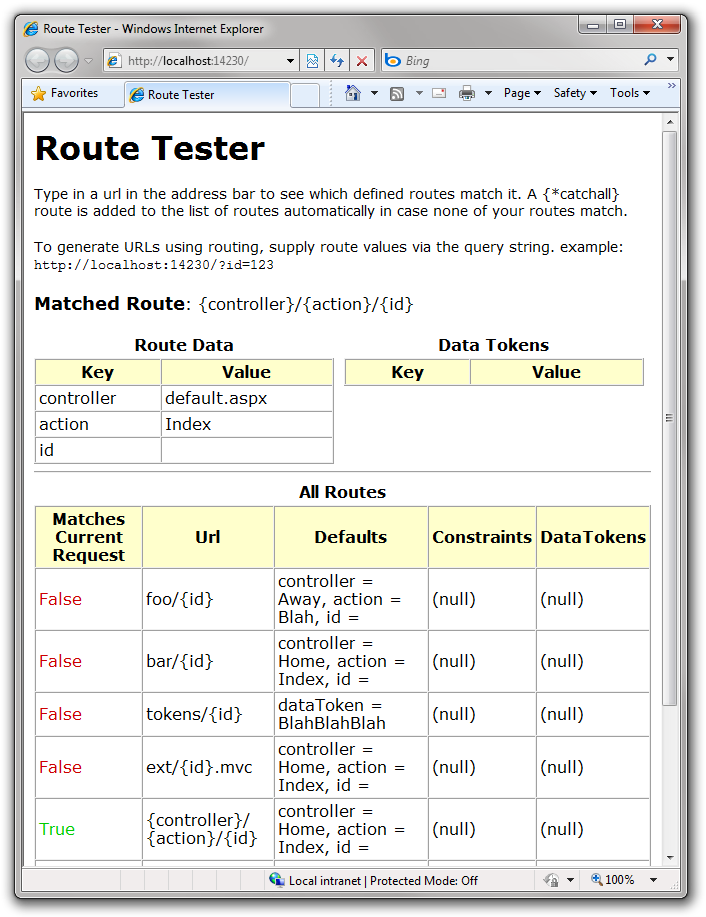 Route Tester - Windows Internet Explorer
http://localhost:14230/
Bing
Favorites
Route Tester
Page
Safety
Tools
»
Route Tester
Type in a url in the address bar to see which defined routes match it. A {*catchall}
route is added to the list of routes automatically in case none of your routes match.
To generate URLs using routing, supply route values via the query string. example:
http://localhost:14230/?id=123
Matched Route: {controller}/{action}/{id}
Route Data
Key Value
controller default.aspx
action Index
id
Data Tokens
Key Value
All Routes
Matches
Current
Request
Url
Defaults
Constraints
DataTokens
False
foo/{id}
controller =
Away, action =
Blah, id =
(null)
(null)
False
bar/{id}
controller =
Home, action =
Index, id =
(null)
(null)
False
tokens/{id}
dataToken =
BlahBlahBlah
(null)
(null)
False
ext/{id}.mvc
controller =
Home, action =
Index, id =
(null)
(null)
True
{controller}/
{action}/{id}
controller =
Home, action =
Index, id =
(null)
(null)
Local intranet | Protected Mode: Off
100%